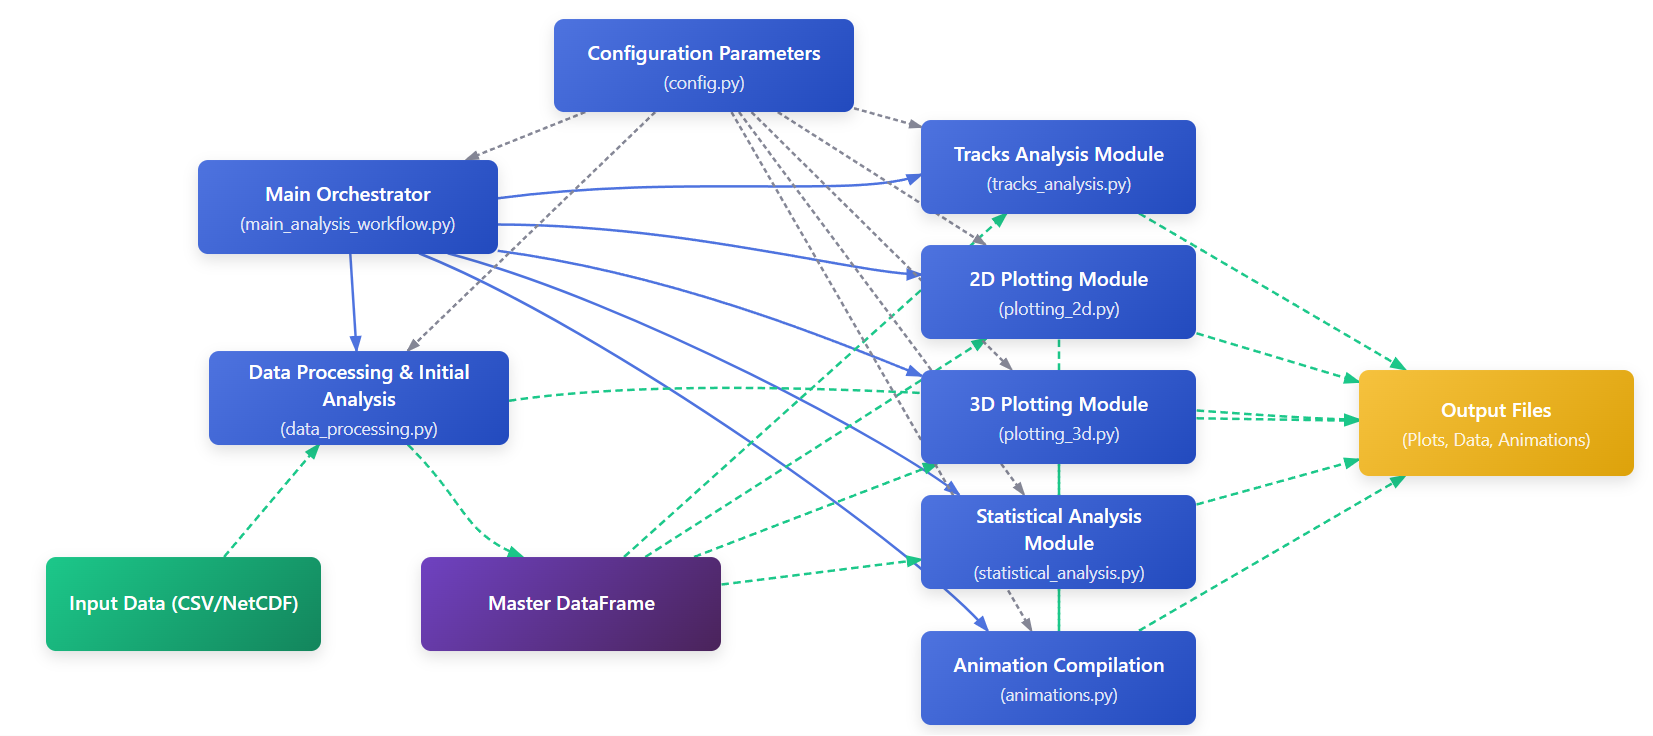 Configuration Parameters
(config.py)
Tracks Analysis Module
(tracks_analysis.py)
Main Orchestrator
(main_analysis_workflow.py)
2D Plotting Module
(plotting_2d.py)
Data Processing & Initial
Analysis
(data_processing.py)
3D Plotting Module
(plotting_3d.py)
Output Files
(Plots, Data, Animations)
Statistical Analysis
Module
(statistical_analysis.py)
Input Data (CSV/NetCDF)
Master DataFrame
Animation Compilation
(animations.py)